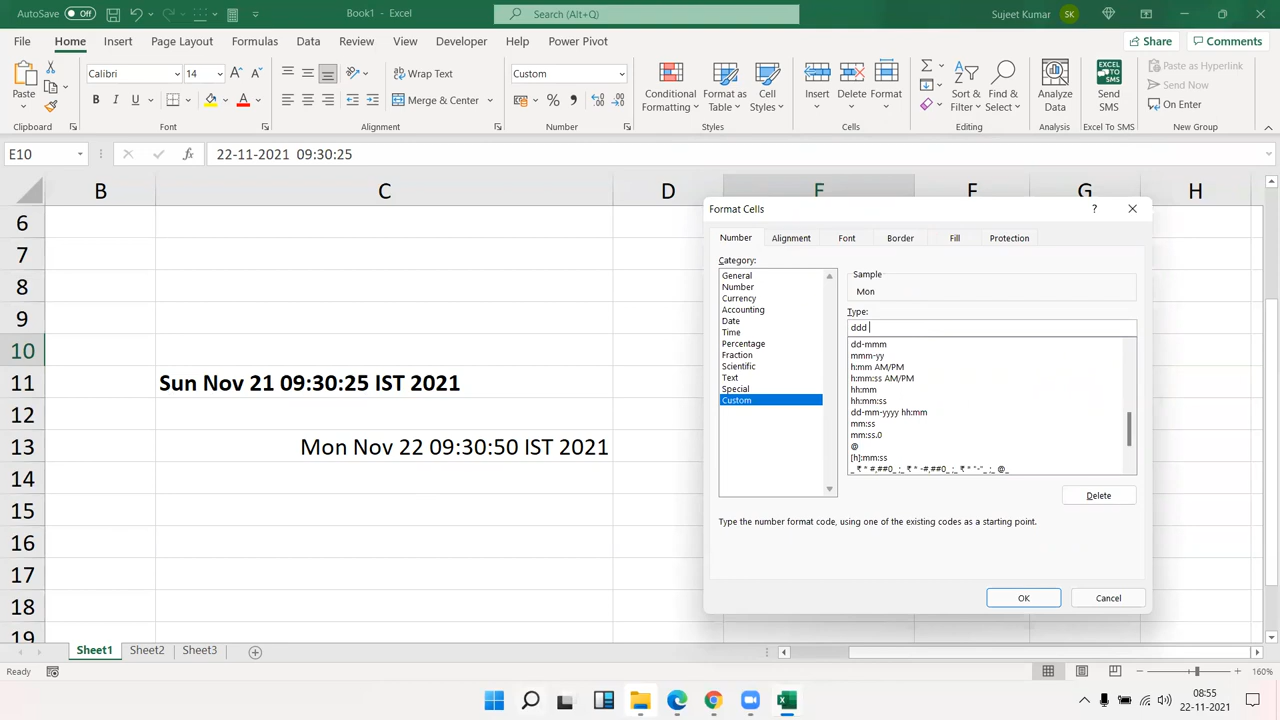 AutoSave Off Book1 - Excel Search (Alt+Q) Sujeet Kumar SK
File Home Insert Page Layout Formulas Data Review View Developer Help Power Pivot Share Comments
Paste Calibri 14 Wrap Text Custom Conditional Formatting Format as Table Cell Styles Insert Delete Format Sort & Filter Find & Select Analyze Data Send SMS Paste as Hyperlink
B I U Merge & Center Send Now
On Enter
Clipboard Font Alignment Number Styles Cells Editing Analysis Excel To SMS New Group
E10 fx 22-11-2021 09:30:25
B C D E F G H
6
7
8
9
10
11 Sun Nov 21 09:30:25 IST 2021
12
13 Mon Nov 22 09:30:50 IST 2021
14
15
16
17
18
19
Format Cells ?
Number Alignment Font Border Fill Protection
Category:
General
Number
Currency
Accounting
Date
Time
Percentage
Fraction
Scientific
Text
Special
Custom
Sample
Mon
Type:
ddd
dd-mmm
mmm-yy
h:mm AM/PM
h:mm:ss AM/PM
hh:mm
hh:mm:ss
dd-mm-yyyy hh:mm
mm:ss
mm:ss.0
@
[h]:mm:ss
_ ₹ * #,##0_ ;_ ₹ * -#,##0_ ;_ ₹ * "-"_ ;_ @_
Delete
Type the number format code, using one of the existing codes as a starting point.
OK Cancel
Sheet1 Sheet2 Sheet3
Ready 160%
08:55
22-11-2021